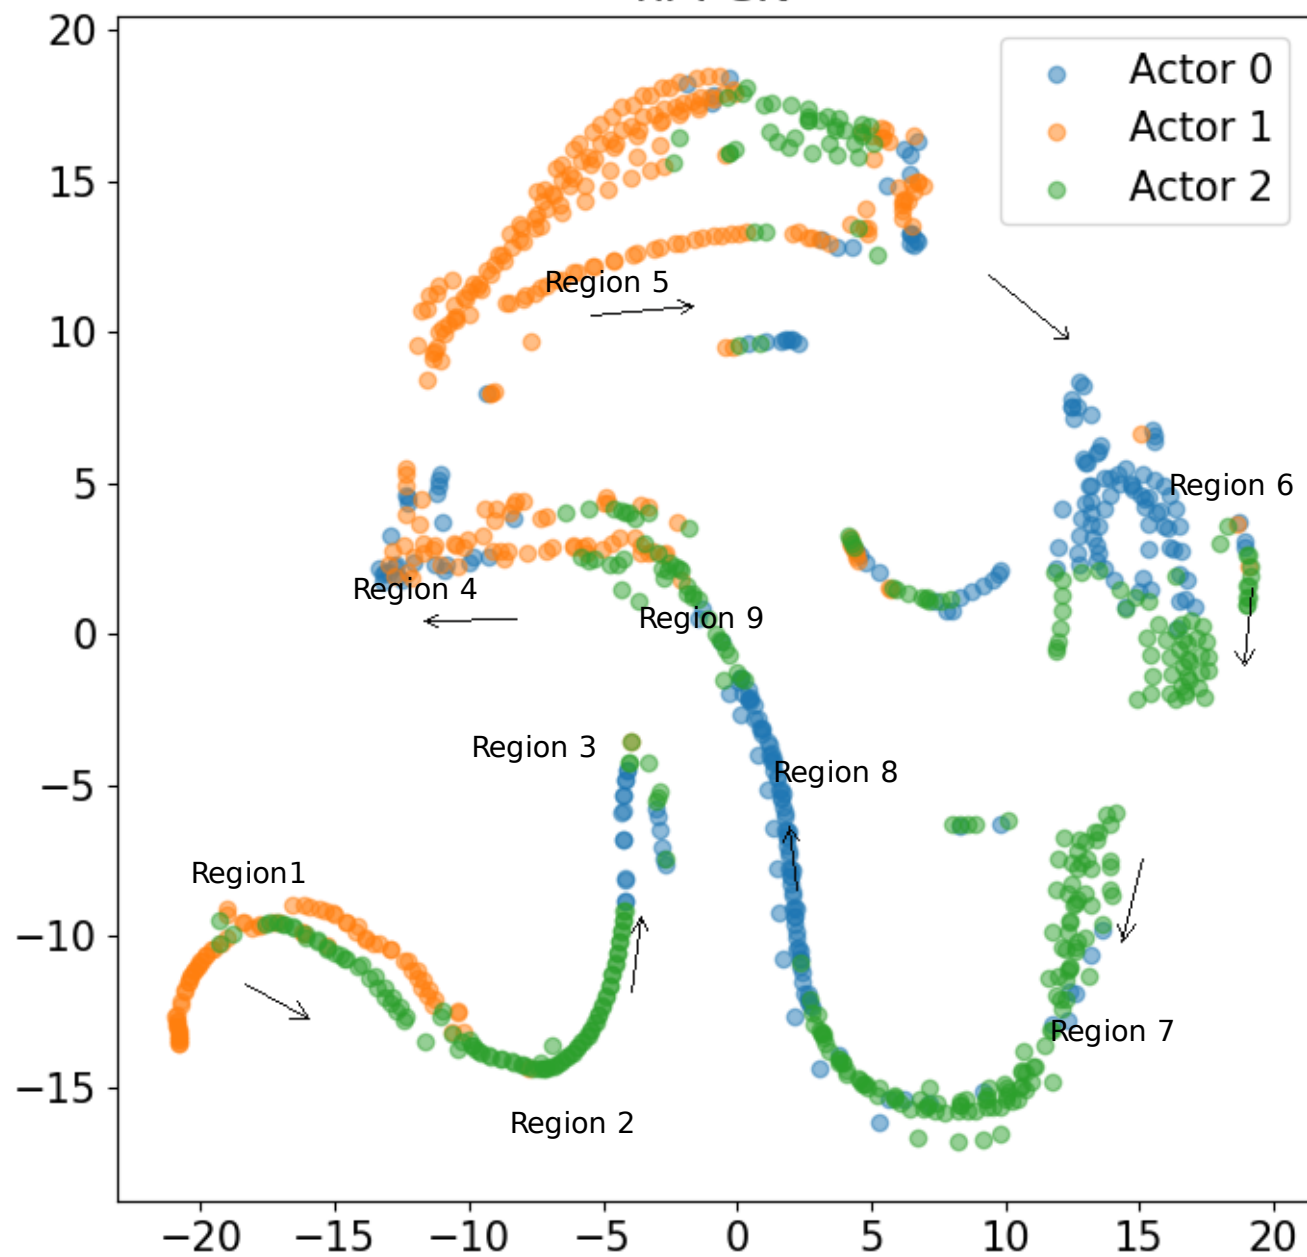 20
15
10
5
0
−5
−10
−15
Actor 0
Actor 1
Actor 2
Region 5
Region 6
Region 4
Region 9
Region 3
Region 8
Region1
Region 7
Region 2
−20 −15 −10 −5 0 5 10 15 20